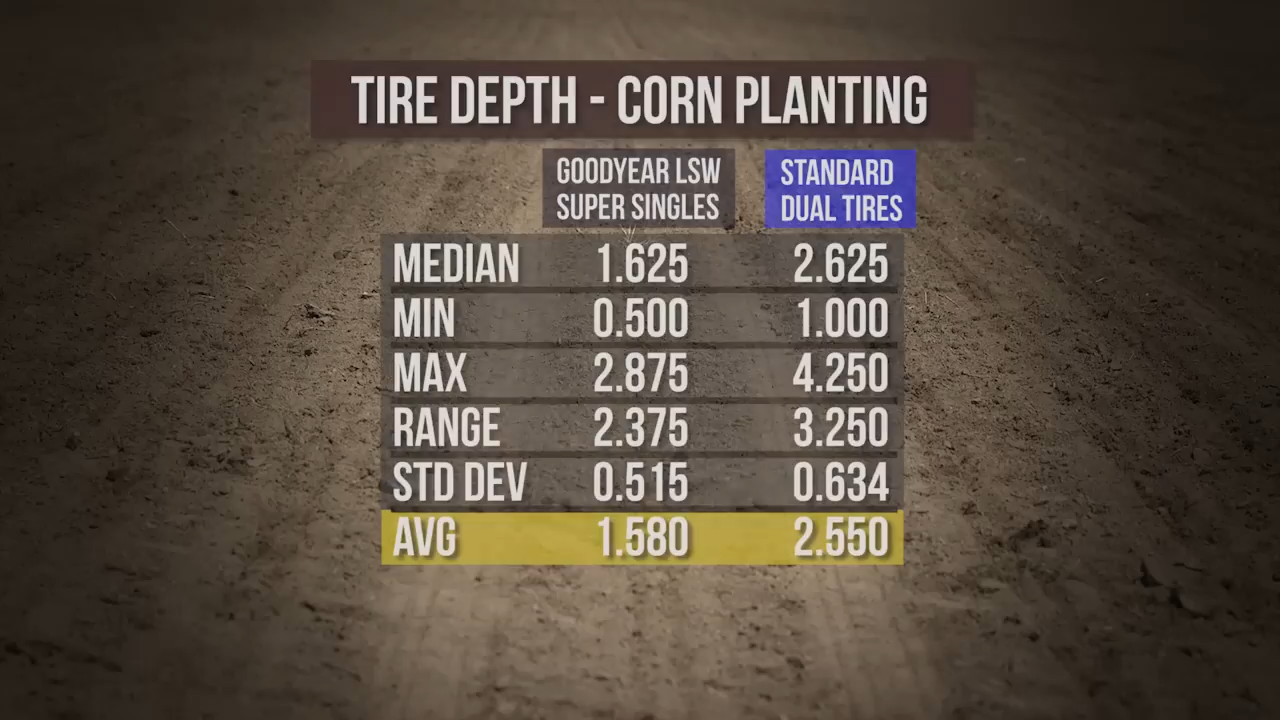 TIRE DEPTH - CORN PLANTING
GOODYEAR LSW
SUPER SINGLES
STANDARD
DUAL TIRES
MEDIAN 1.625 2.625
MIN 0.500 1.000
MAX 2.875 4.250
RANGE 2.375 3.250
STD DEV 0.515 0.634
AVG 1.580 2.550